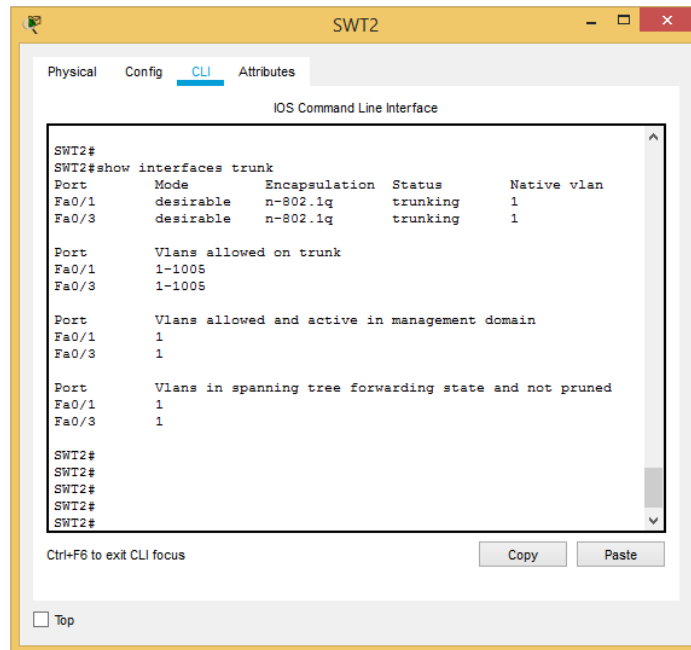 SWT2
Physical Config CLI Attributes
IOS Command Line Interface
SWT2#
SWT2#show interfaces trunk
Port Mode Encapsulation Status Native vlan
Fa0/1 desirable n-802.1q trunking 1
Fa0/3 desirable n-802.1q trunking 1
Port Vlans allowed on trunk
Fa0/1 1-1005
Fa0/3 1-1005
Port Vlans allowed and active in management domain
Fa0/1 1
Fa0/3 1
Port Vlans in spanning tree forwarding state and not pruned
Fa0/1 1
Fa0/3 1
SWT2#
SWT2#
SWT2#
SWT2#
SWT2#
Ctrl+F6 to exit CLI focus Copy Paste
Top